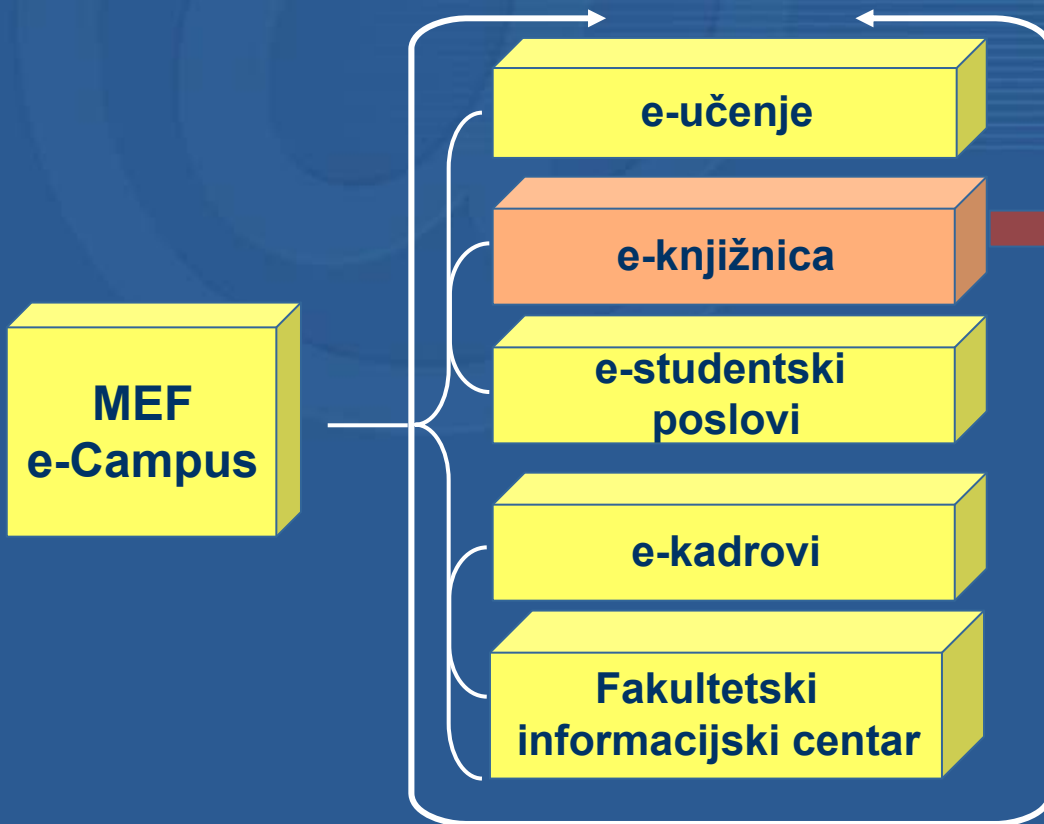 e-učenje
e-knjižnica
e-studentski
poslovi
MEF
e-Campus
e-kadrovi
Fakultetski
informacijski centar